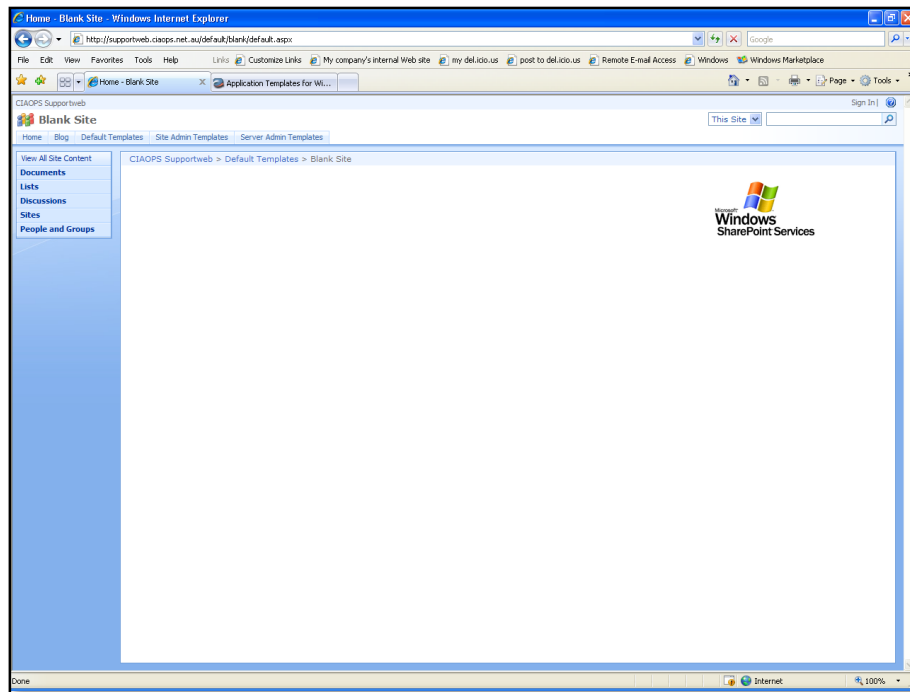 Home - Blank Site - Windows Internet Explorer
http://supportweb.ciaops.net.au/default/blank/default.aspx
Google
File Edit View Favorites Tools Help Links Customize Links My company's internal Web site my del.icio.us post to del.icio.us Remote E-mail Access Windows Windows Marketplace
Home - Blank Site Application Templates for Wi... Page Tools
CIAOPS Supportweb Sign In
Blank Site This Site
Home Blog Default Templates Site Admin Templates Server Admin Templates
View All Site Content CIAOPS Supportweb > Default Templates > Blank Site
Documents
Lists
Discussions
Sites
People and Groups
Microsoft
Windows
SharePoint Services
Done Internet 100%